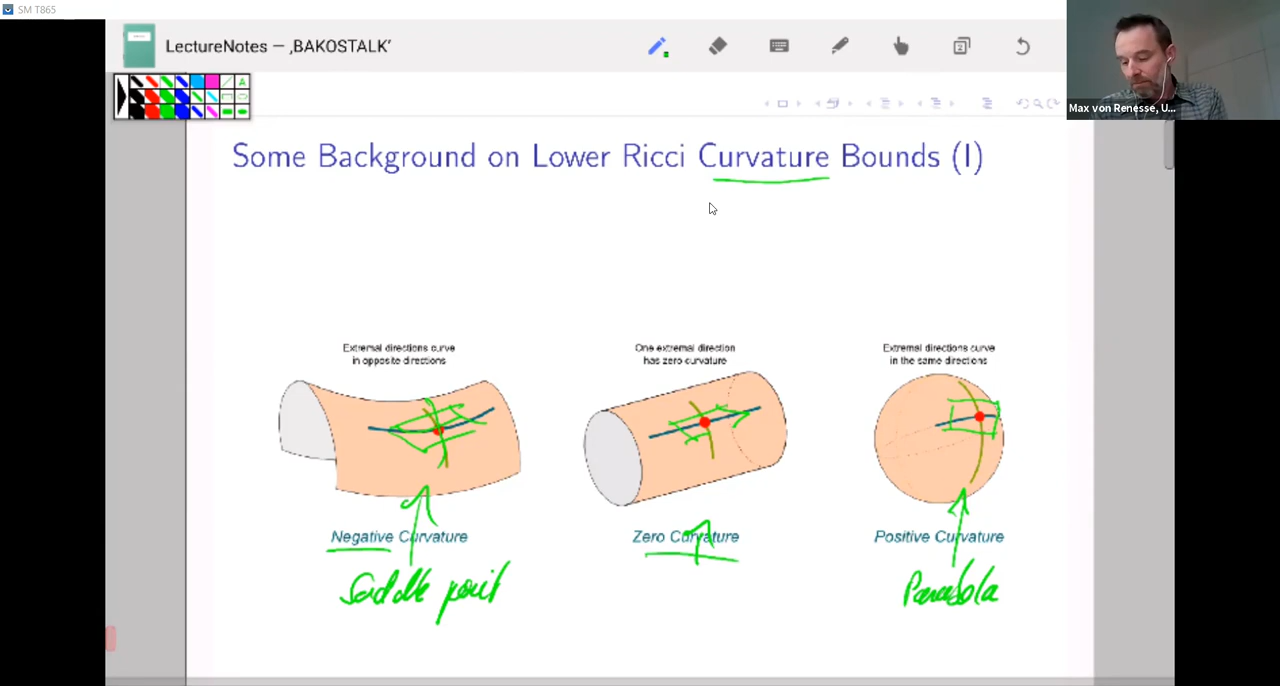 SM T865
LectureNotes — ‚BAKOSTALK‘
A
2
Max von Renesse, U...
Some Background on Lower Ricci Curvature Bounds (I)
Extremal directions curve
in opposite directions
One extremal direction
has zero curvature
Extremal directions curve
in the same directions
Negative Curvature
Zero Curvature
Positive Curvature
Saddle point
Parabola